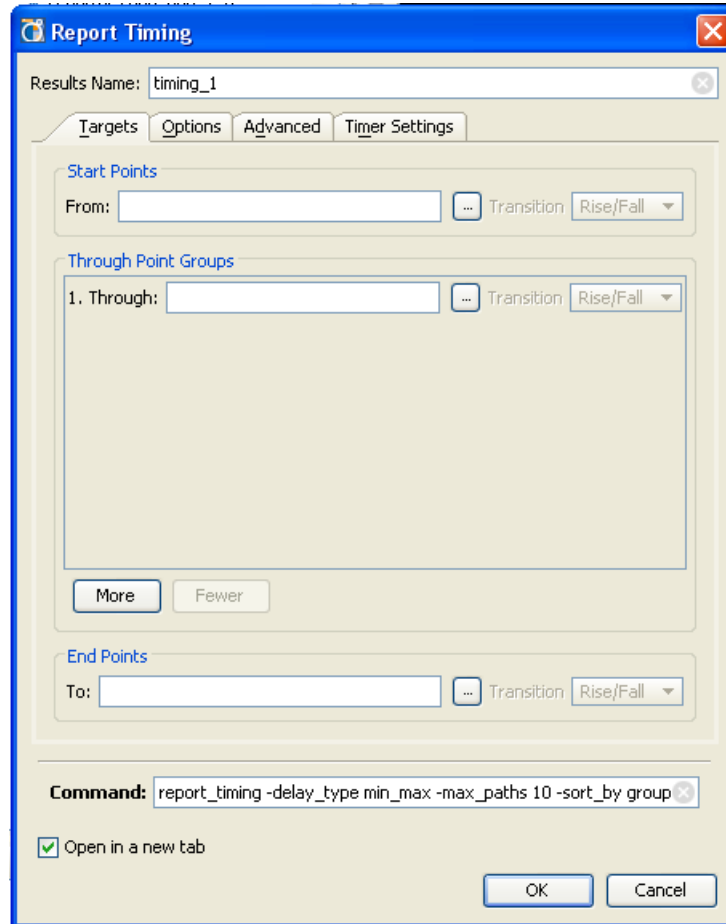 Report Timing
Results Name: timing_1
Targets Options Advanced Timer Settings
Start Points
From: ... Transition Rise/Fall
Through Point Groups
1. Through: ... Transition Rise/Fall
More Fewer
End Points
To: ... Transition Rise/Fall
Command: report_timing -delay_type min_max -max_paths 10 -sort_by group
Open in a new tab
OK Cancel